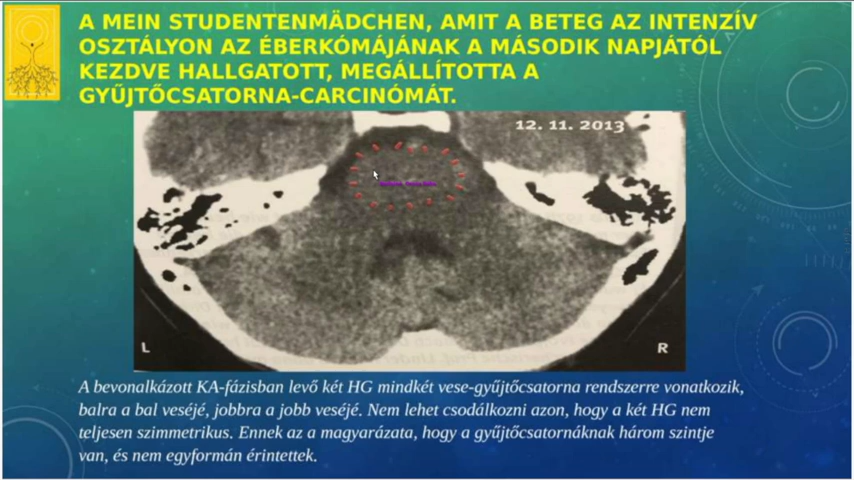 A MEIN STUDENTENMÄDCHEN, AMIT A BETEG AZ INTENZÍV
OSZTÁLYON AZ ÉBERKÓMÁJÁNAK A MÁSODIK NAPJÁTÓL
KEZDVE HALLGATOTT, MEGÁLLÍTOTTA A
GYŰJTŐCSATORNA-CARCINÓMÁT.
12. 11. 2013
L
R
A bevonalkázott KA-fázisban levő két HG mindkét vese-gyűjtőcsatorna rendszerre vonatkozik,
balra a bal veséjé, jobbra a jobb veséjé. Nem lehet csodálkozni azon, hogy a két HG nem
teljesen szimmetrikus. Ennek az a magyarázata, hogy a gyűjtőcsatornáknak három szintje
van, és nem egyformán érintettek.